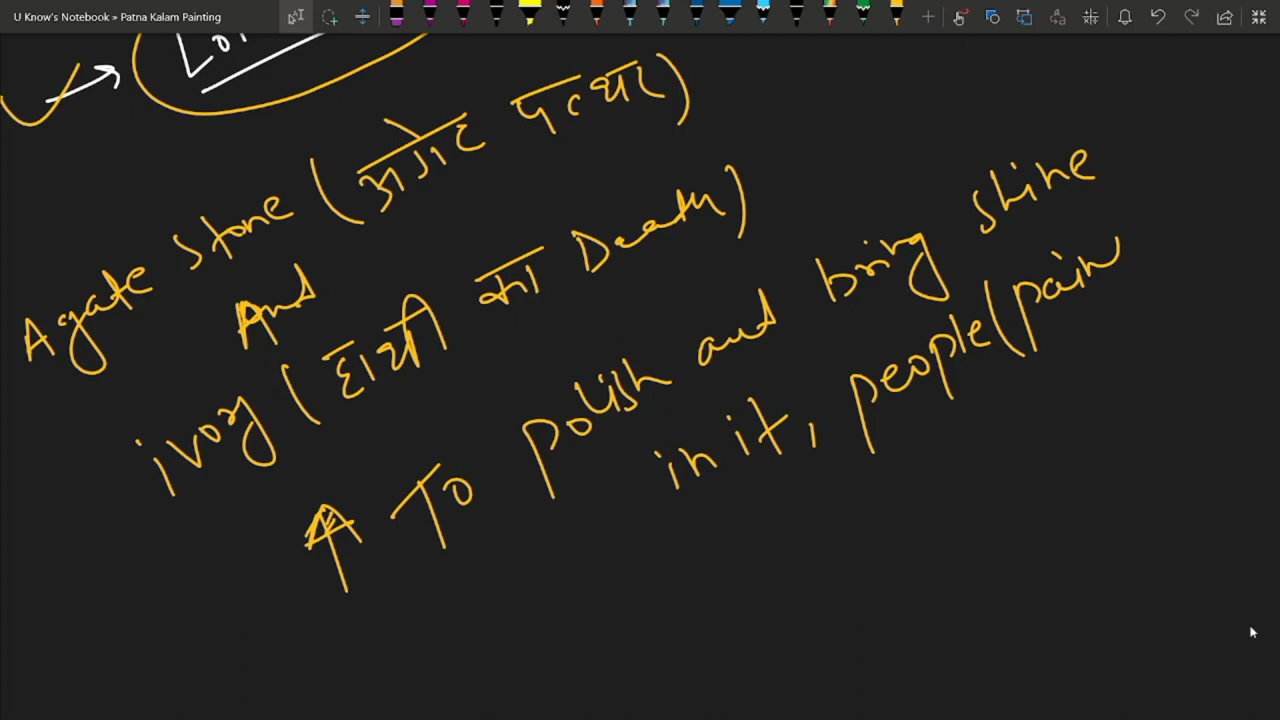 U Know's Notebook » Patna Kalam Painting
Agate stone (अगेट पत्थर)
And
ivory (हाथी का Death)
To polish and bring shine
in it, people (pain